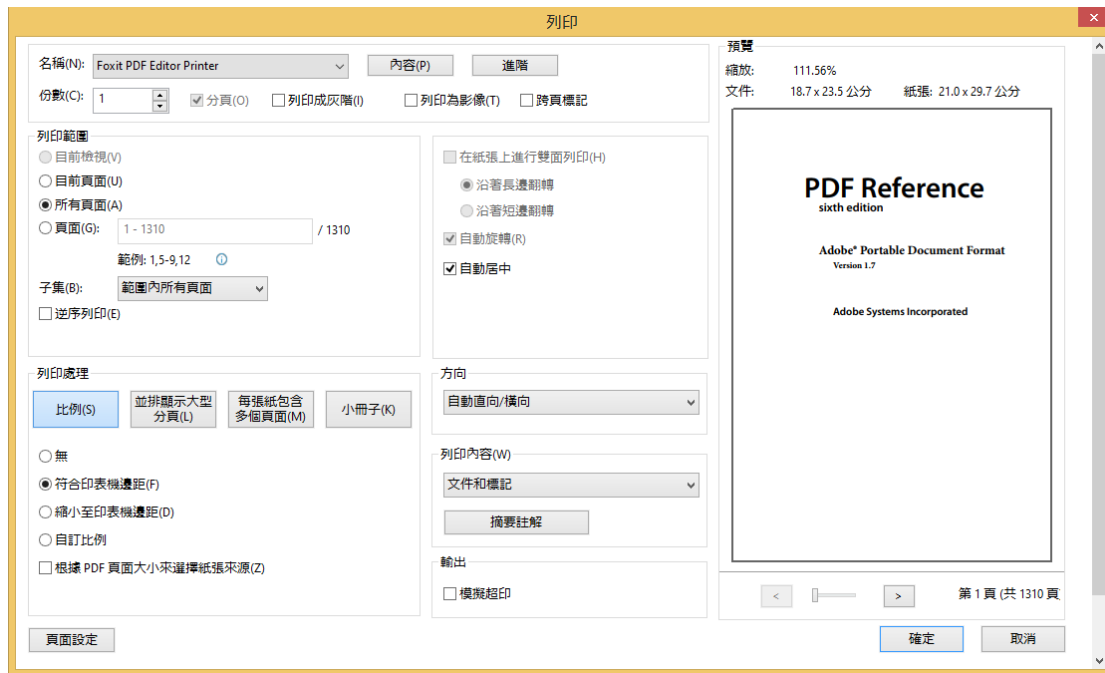 列印
名稱(N): Foxit PDF Editor Printer 內容(P) 進階
份數(C): 1 分頁(O) 列印成灰階(I) 列印為影像(T) 跨頁標記
列印範圍
目前檢視(V)
目前頁面(U)
所有頁面(A)
頁面(G): 1 - 1310 / 1310
範例: 1,5-9,12
子集(B): 範圍內所有頁面
逆序列印(E)
在紙張上進行雙面列印(H)
沿著長邊翻轉
沿著短邊翻轉
自動旋轉(R)
自動居中
列印處理
比例(S)
並排顯示大型
分頁(L)
每張紙包含
多個頁面(M)
小冊子(K)
無
符合印表機邊距(F)
縮小至印表機邊距(D)
自訂比例
根據 PDF 頁面大小來選擇紙張來源(Z)
方向
自動直向/橫向
列印內容(W)
文件和標記
摘要註解
輸出
模擬超印
預覽
縮放: 111.56%
文件: 18.7 x 23.5 公分 紙張: 21.0 x 29.7 公分
PDF Reference
sixth edition
Adobe® Portable Document Format
Version 1.7
Adobe Systems Incorporated
< > 第 1 頁 (共 1310 頁
頁面設定 確定 取消